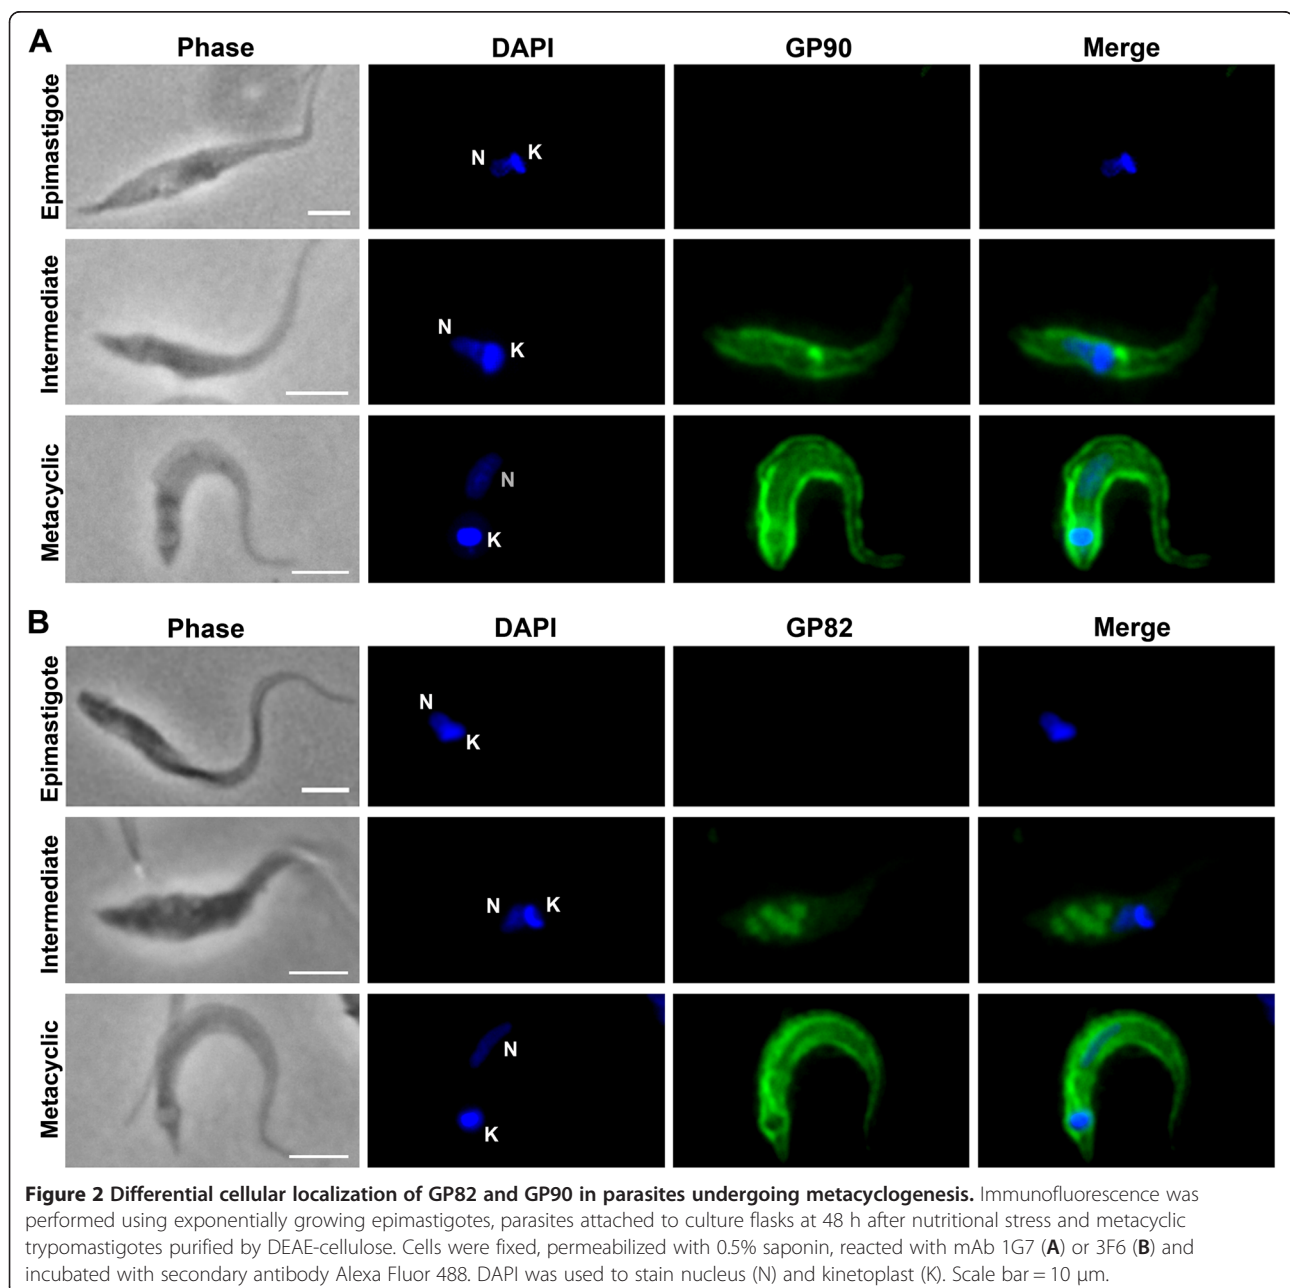 A
Phase DAPI GP90 Merge
Epimastigote
N K
Intermediate
N K
Metacyclic
N
K
B
Phase DAPI GP82 Merge
Epimastigote
N
K
Intermediate
N K
Metacyclic
N
K
Figure 2 Differential cellular localization of GP82 and GP90 in parasites undergoing metacyclogenesis. Immunofluorescence was
performed using exponentially growing epimastigotes, parasites attached to culture flasks at 48 h after nutritional stress and metacyclic
trypomastigotes purified by DEAE-cellulose. Cells were fixed, permeabilized with 0.5% saponin, reacted with mAb 1G7 (A) or 3F6 (B) and
incubated with secondary antibody Alexa Fluor 488. DAPI was used to stain nucleus (N) and kinetoplast (K). Scale bar = 10 μm.